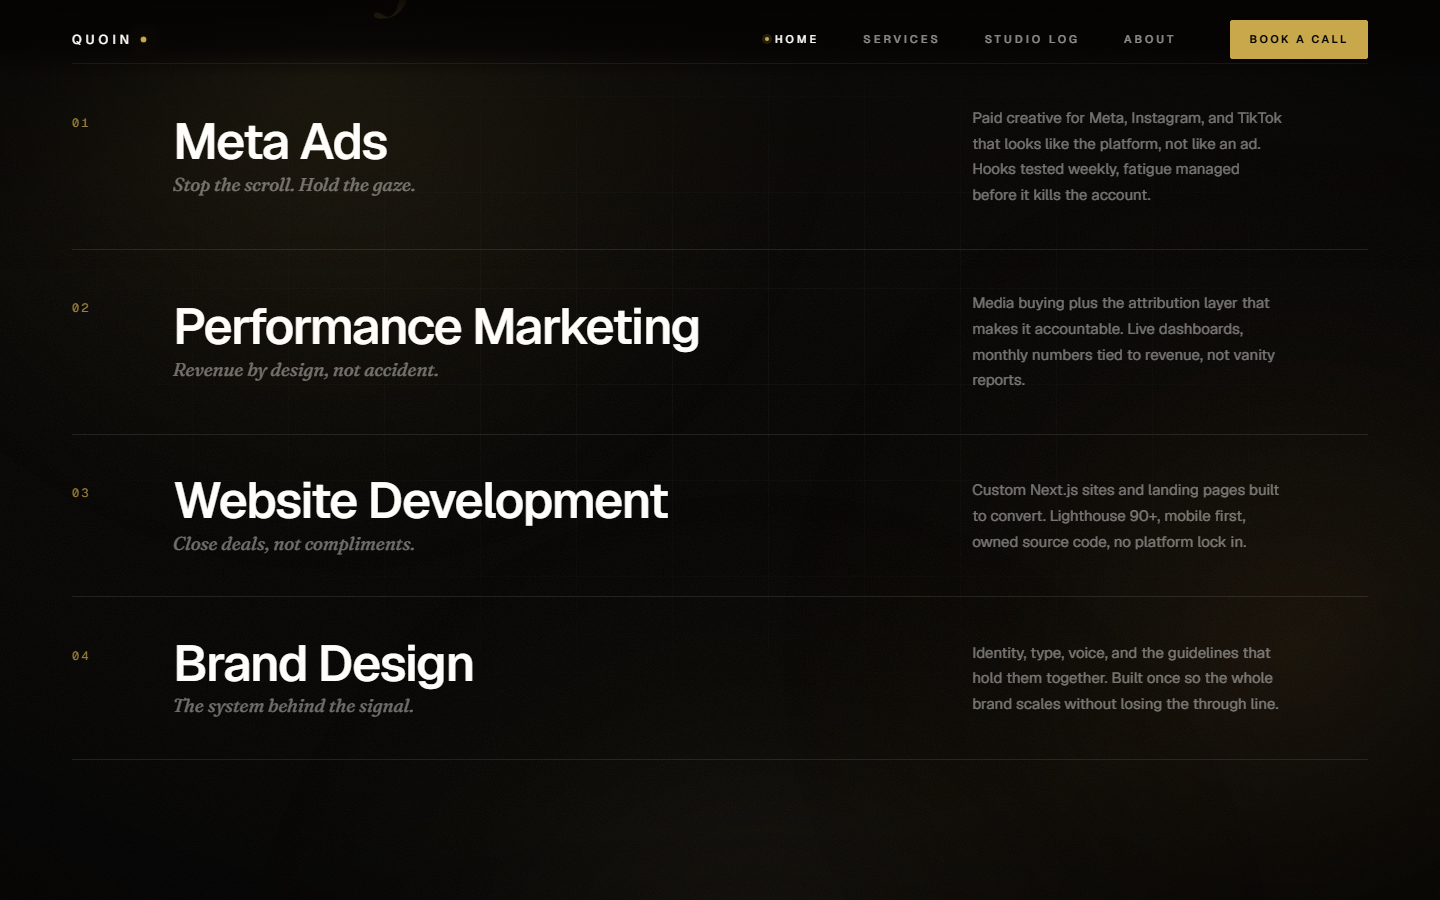 QUOIN
HOME
SERVICES
STUDIO LOG
ABOUT
BOOK A CALL
01
Meta Ads
Stop the scroll. Hold the gaze.
Paid creative for Meta, Instagram, and TikTok
that looks like the platform, not like an ad.
Hooks tested weekly, fatigue managed
before it kills the account.
02
Performance Marketing
Revenue by design, not accident.
Media buying plus the attribution layer that
makes it accountable. Live dashboards,
monthly numbers tied to revenue, not vanity
reports.
03
Website Development
Close deals, not compliments.
Custom Next.js sites and landing pages built
to convert. Lighthouse 90+, mobile first,
owned source code, no platform lock in.
04
Brand Design
The system behind the signal.
Identity, type, voice, and the guidelines that
hold them together. Built once so the whole
brand scales without losing the through line.